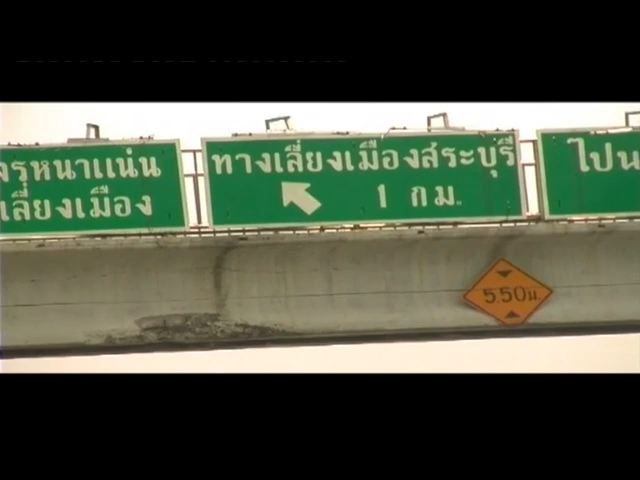 รุหนาแน่น
เลี่ยงเมือง
ทางเลี่ยงเมืองสระบุรี
1 กม.
ไปน
5.50ม.